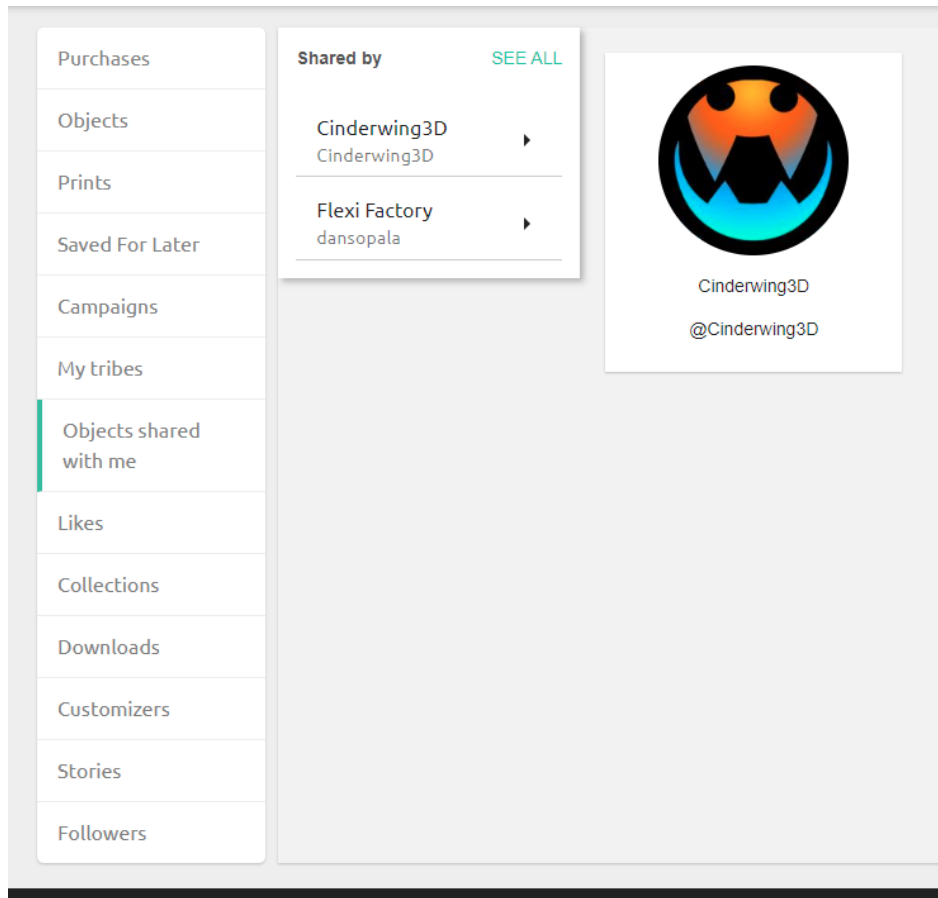 Purchases
Objects
Prints
Saved For Later
Campaigns
My tribes
Objects shared
with me
Likes
Collections
Downloads
Customizers
Stories
Followers
Shared by
SEE ALL
Cinderwing3D
Cinderwing3D
Flexi Factory
dansopala
Cinderwing3D
@Cinderwing3D